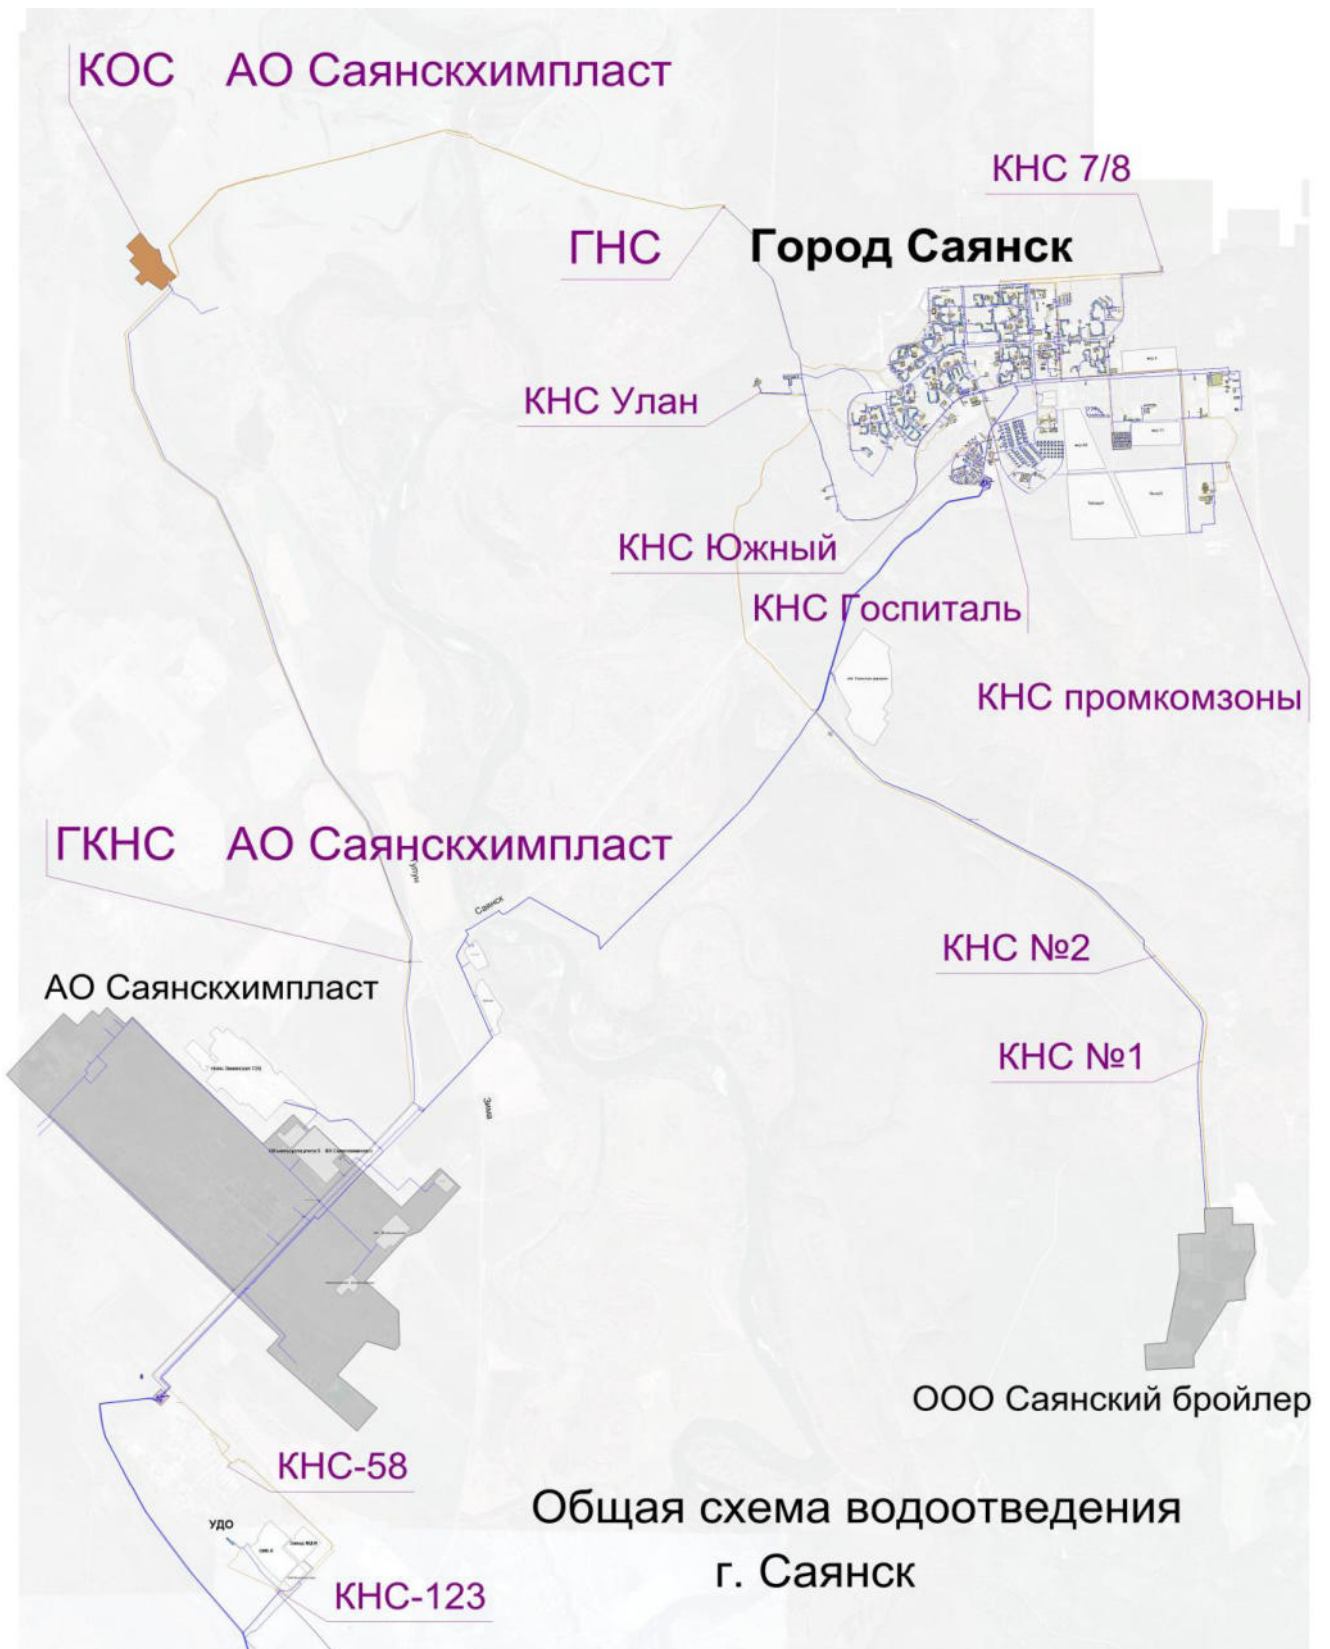 КОС АО Саянскхимпласт
КНС 7/8
ГНС
Город Саянск
КНС Улан
КНС Южный
КНС Госпиталь
КНС промкомзоны
ГКНС АО Саянскхимпласт
Тулун
Саянск
КНС №2
АО Саянскхимпласт
КНС №1
Зима
ООО Саянский бройлер
КНС-58
Общая схема водоотведения
УДО
г. Саянск
КНС-123